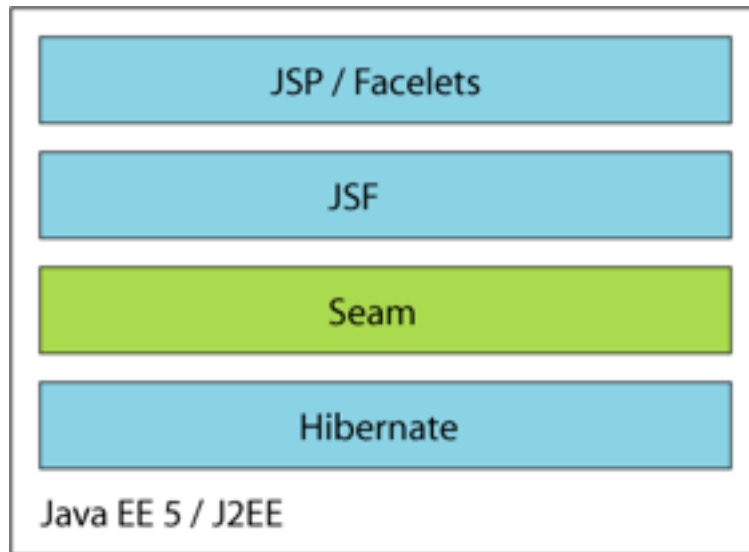 JSP / Facelets
JSF
Seam
Hibernate
Java EE 5 / J2EE